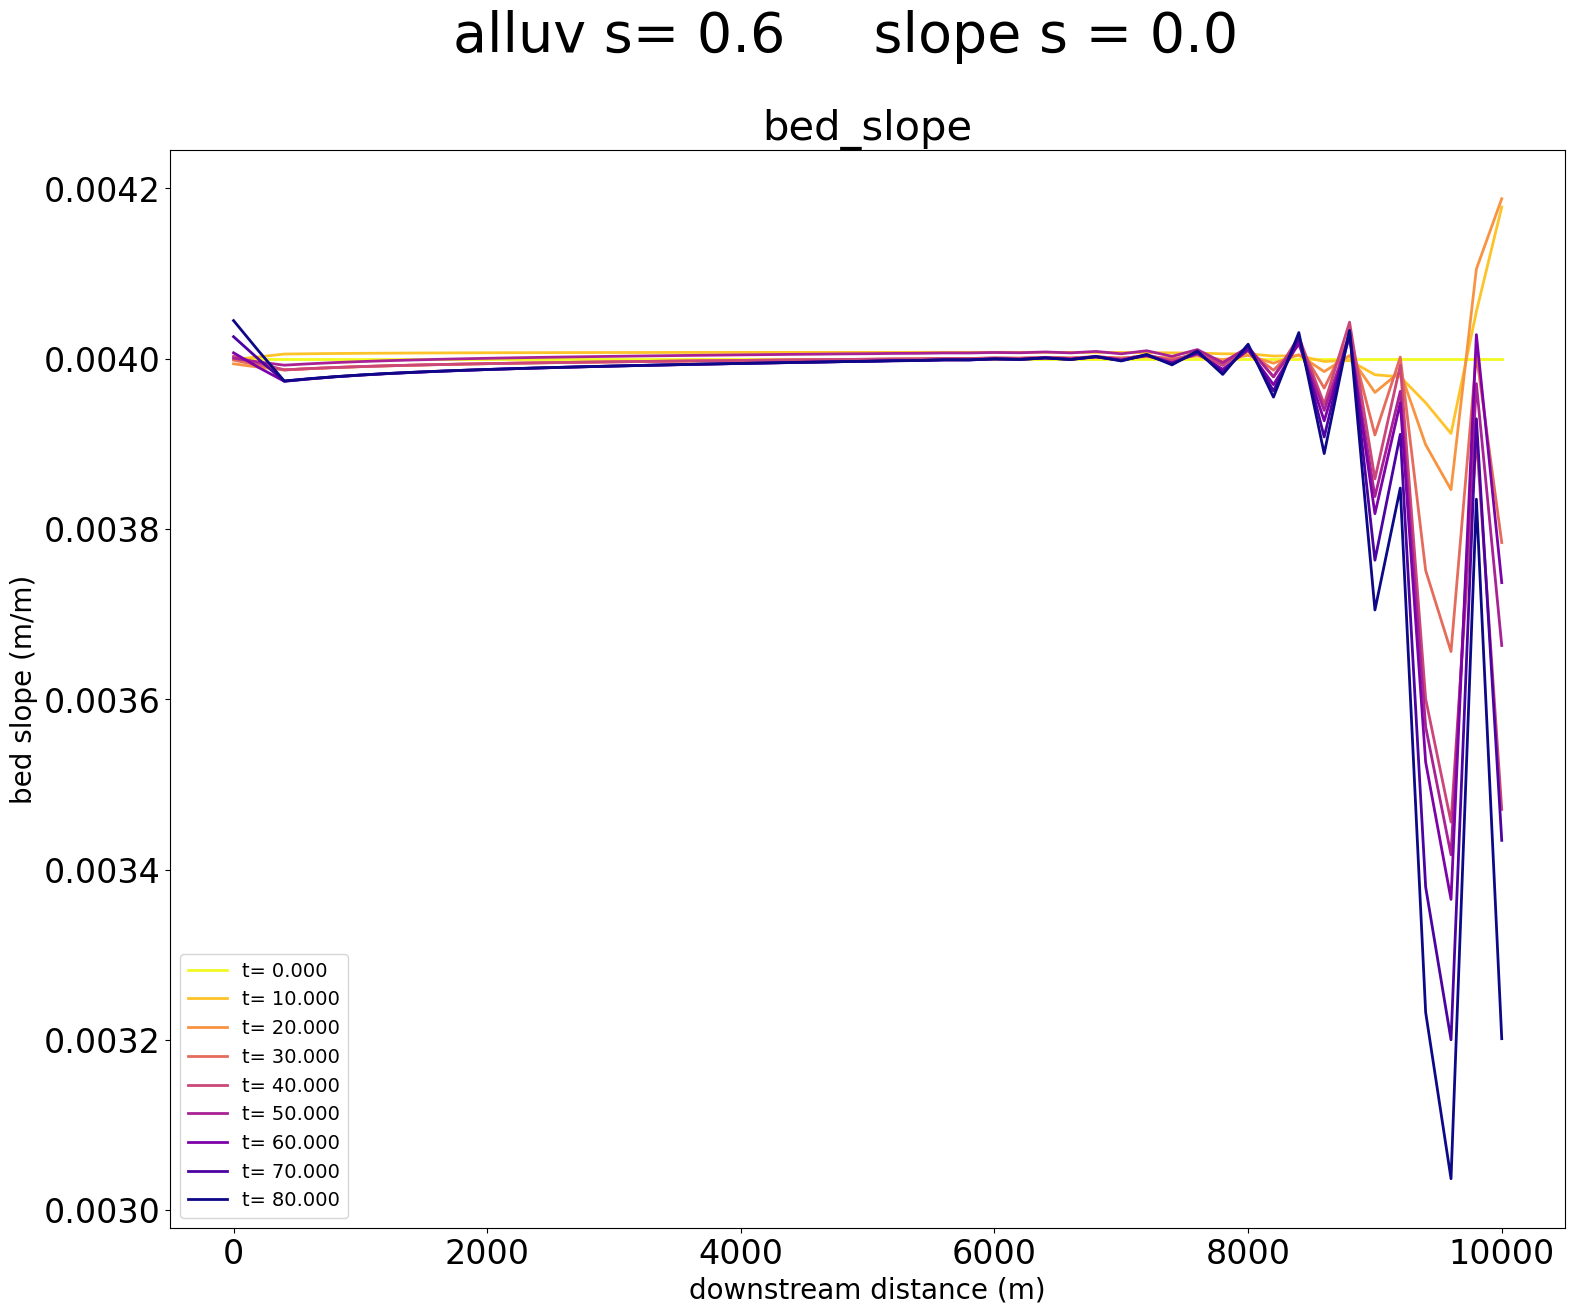 alluv s= 0.6 slope s = 0.0
bed_slope
0.0042
0.0040
0.0038
0.0036
0.0034
0.0032
0.0030
bed slope (m/m)
t= 0.000
t= 10.000
t= 20.000
t= 30.000
t= 40.000
t= 50.000
t= 60.000
t= 70.000
t= 80.000
0 2000 4000 6000 8000 10000
downstream distance (m)